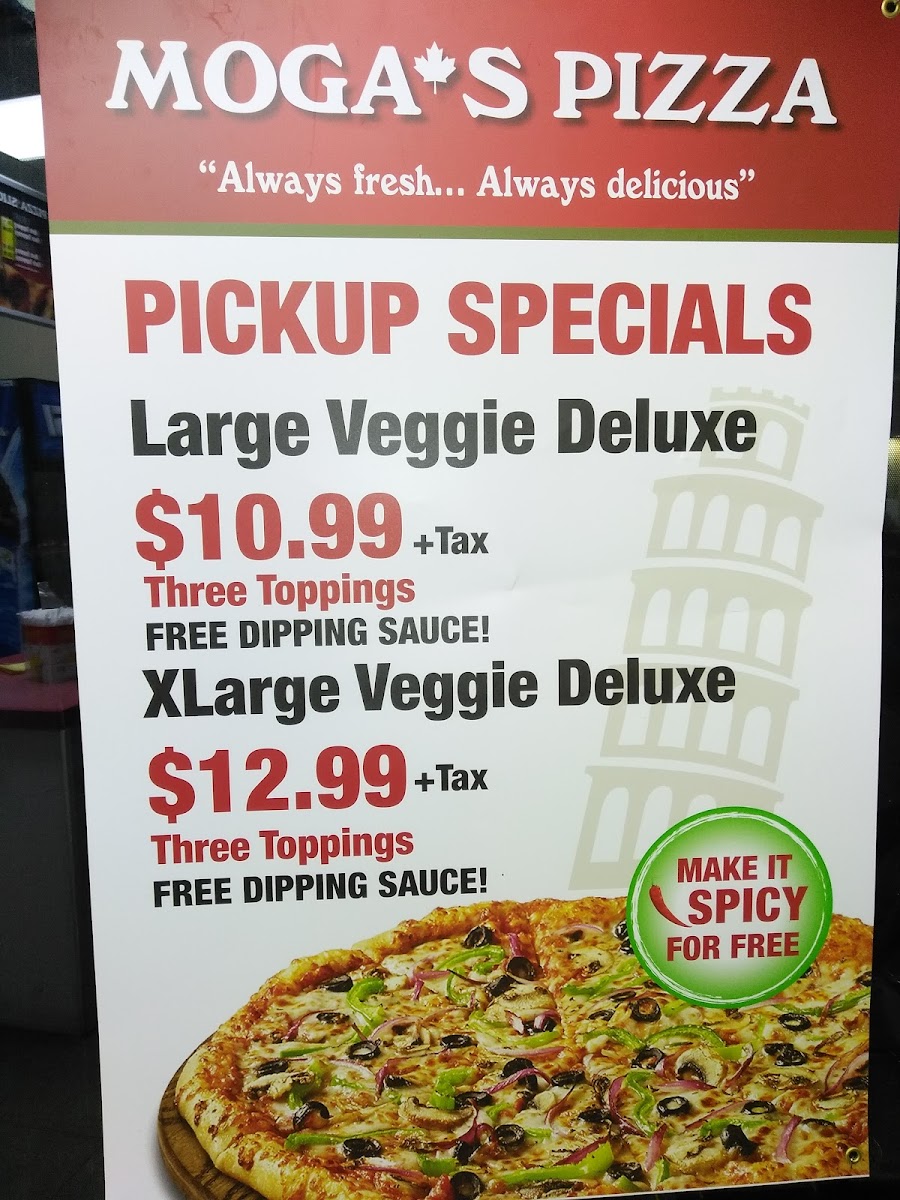 MOGA'S PIZZA
“Always fresh... Always delicious”
PICKUP SPECIALS
Large Veggie Deluxe
$10.99 +Tax
Three Toppings
FREE DIPPING SAUCE!
XLarge Veggie Deluxe
$12.99 +Tax
Three Toppings
FREE DIPPING SAUCE!
MAKE IT
SPICY
FOR FREE